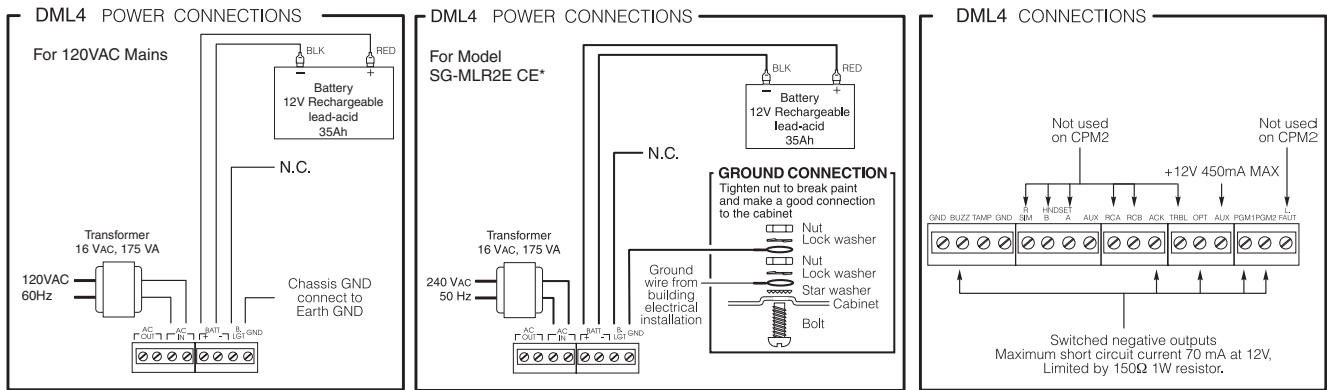 DML4 POWER CONNECTIONS
For 120VAC Mains
BLK
RED
– +
Battery
12V Rechargeable
lead-acid
35Ah
N.C.
Transformer
16 VAC, 175 VA
120VAC
60Hz
Chassis GND
connect to
Earth GND
AC OUT
AC IN
BATT + -
B- LGT
GND
DML4 POWER CONNECTIONS
For Model
SG-MLR2E CE*
BLK
RED
– +
Battery
12V Rechargeable
lead-acid
35Ah
N.C.
GROUND CONNECTION
Tighten nut to break paint
and make a good connection
to the cabinet
Nut
Lock washer
Nut
Lock washer
Star washer
Cabinet
Bolt
Ground
wire from
building
electrical
installation
Transformer
16 VAC, 175 VA
240 VAC
50 Hz
AC OUT
AC IN
BATT + -
B- LGT
GND
DML4 CONNECTIONS
Not used
on CPM2
Not used
on CPM2
+12V 450mA MAX
R HNDSET L-
GND BUZZ TAMP GND SIM B A AUX RCA RCB ACK TRBL OPT AUX PGM1 PGM2 FAUT
Switched negative outputs
Maximum short circuit current 70 mA at 12V,
Limited by 150Ω 1W resistor.